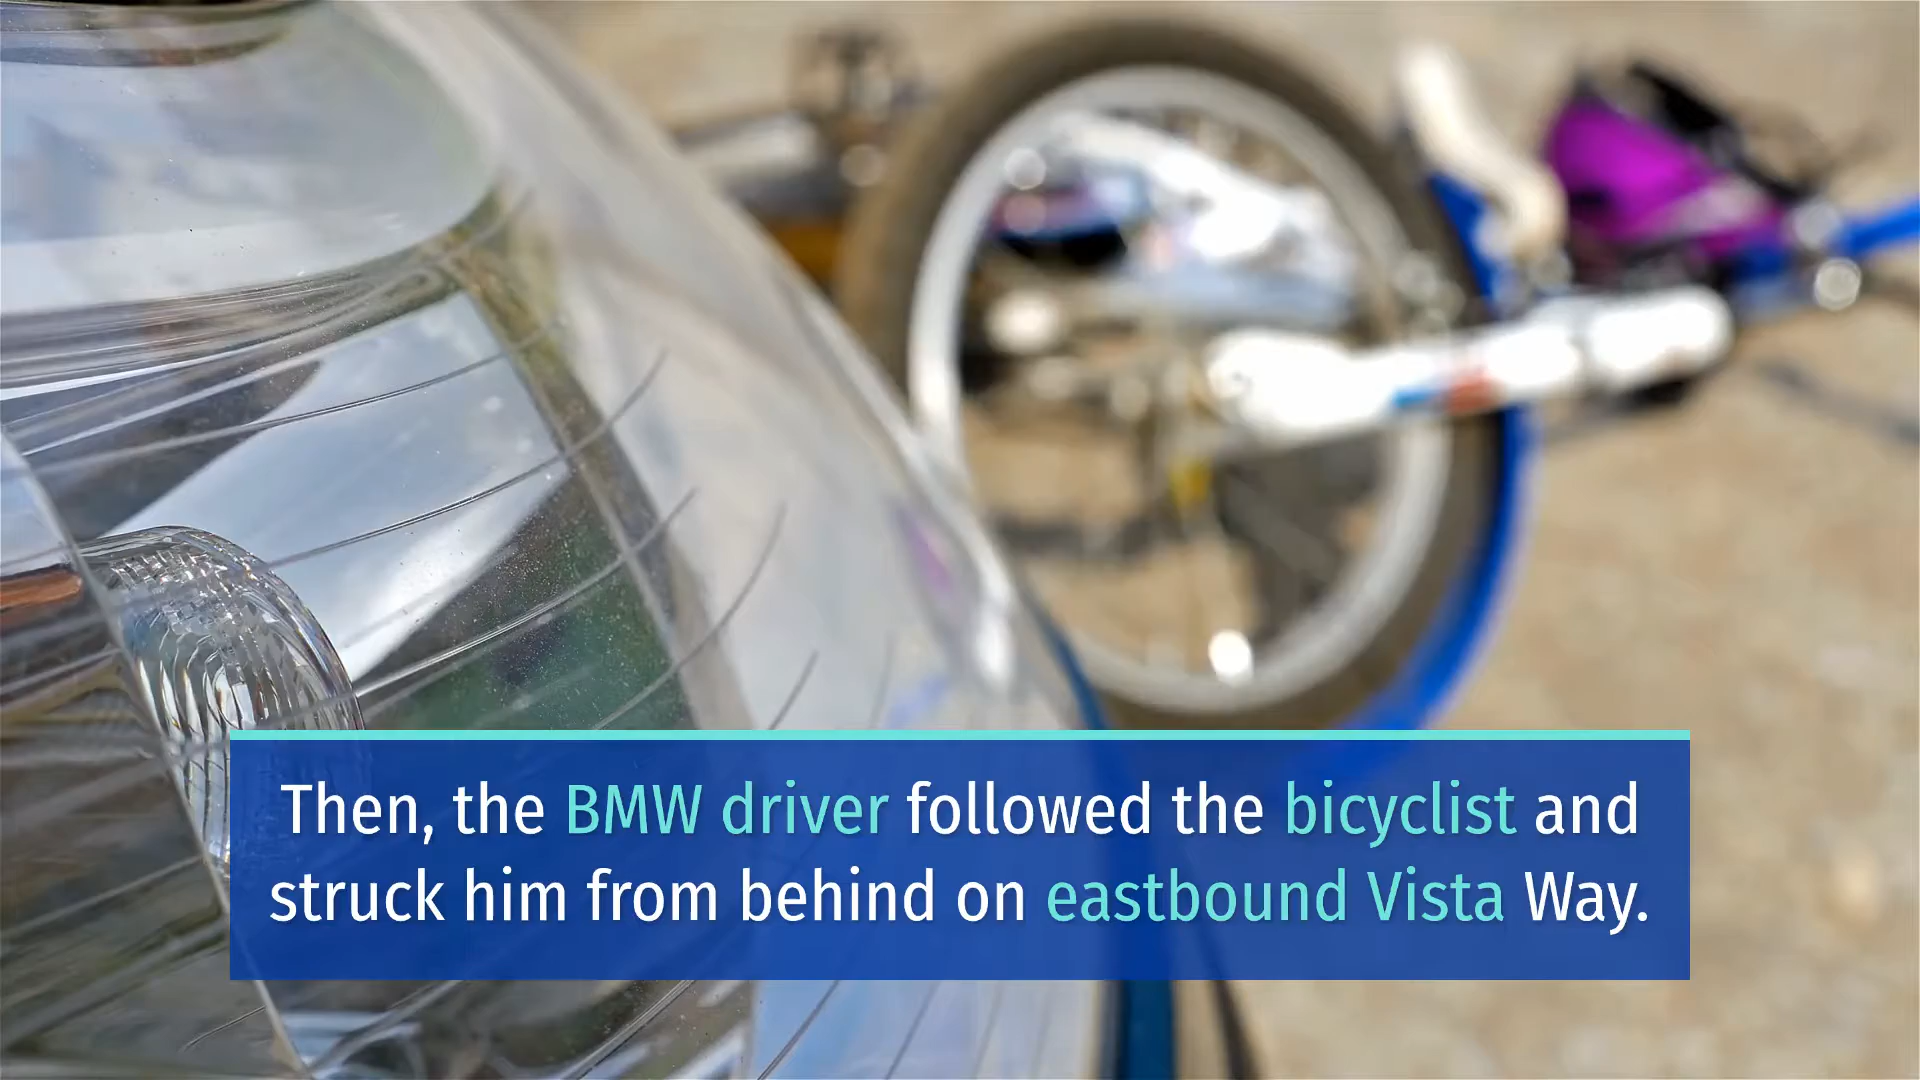 Then, the BMW driver followed the bicyclist and
struck him from behind on eastbound Vista Way.